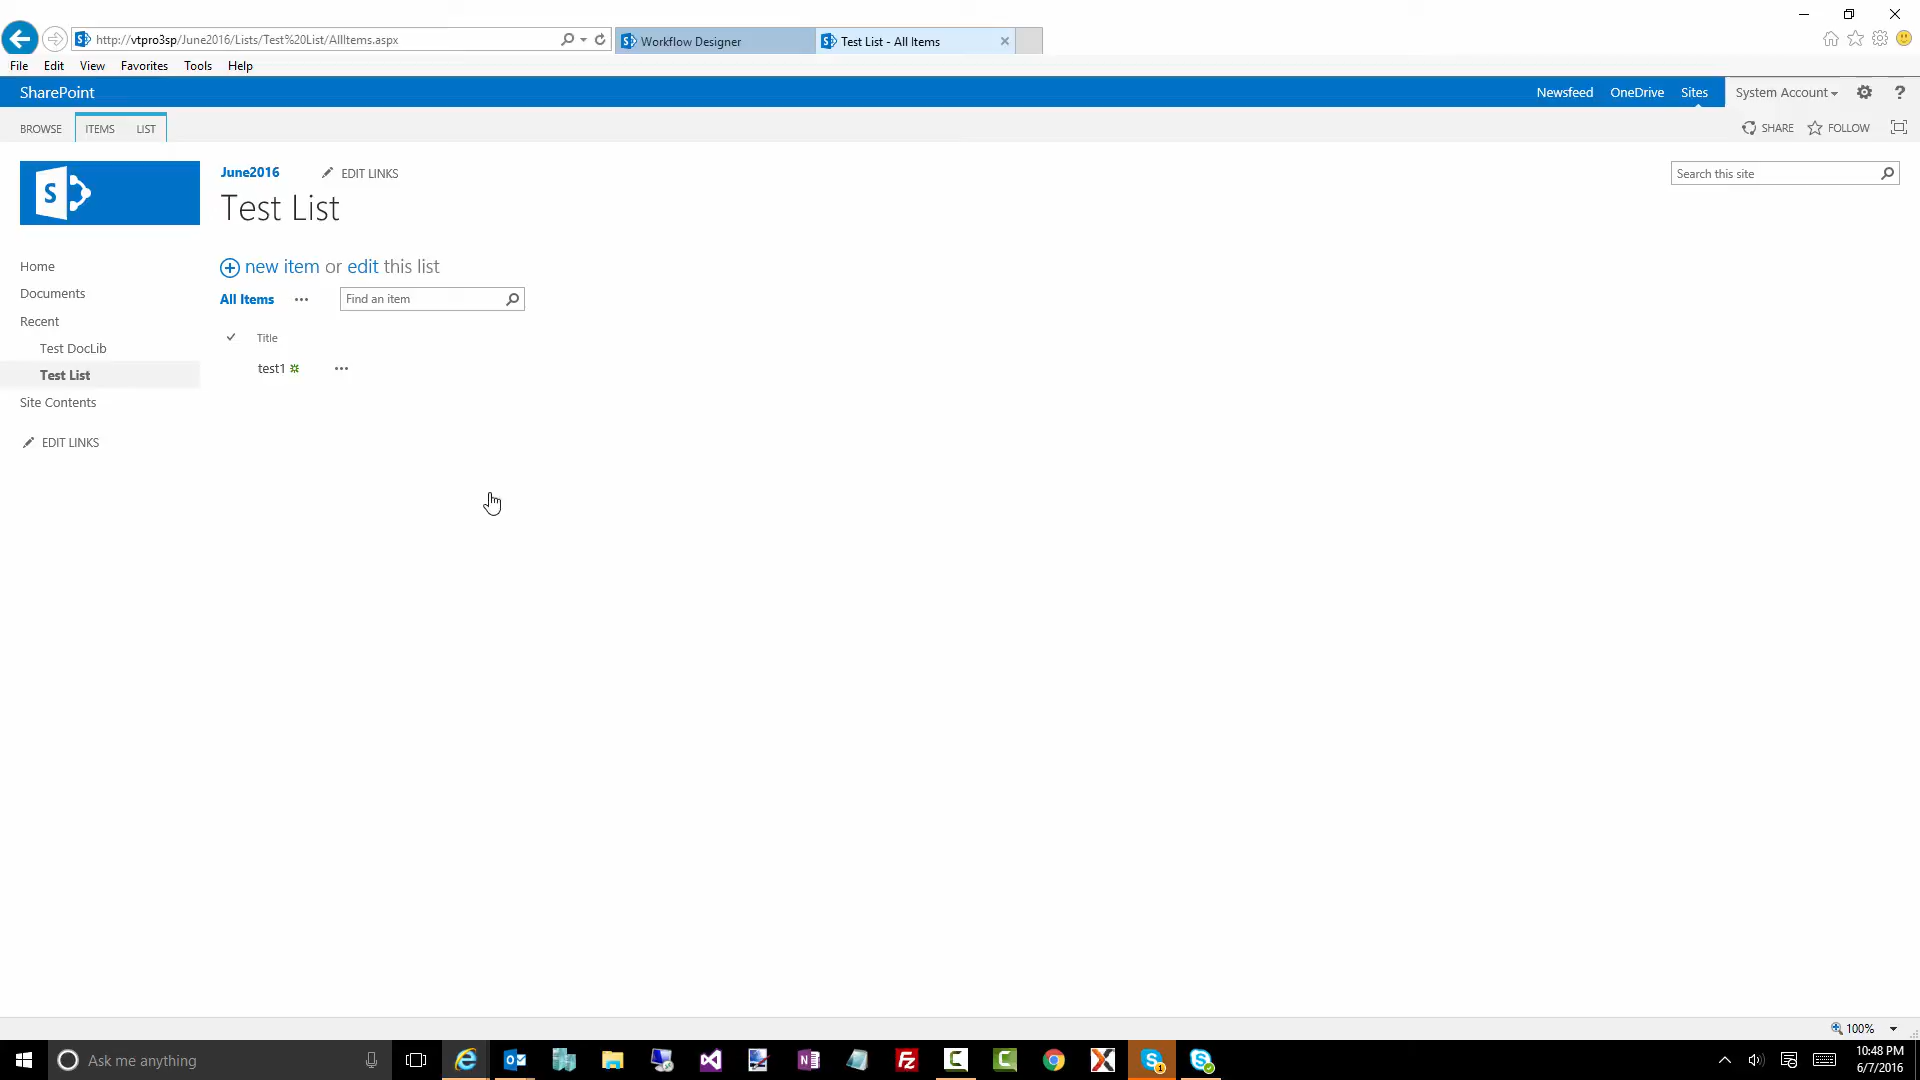 http://vtpro3sp/June2016/Lists/Test%20List/AllItems.aspx
Workflow Designer
Test List - All Items
File Edit View Favorites Tools Help
SharePoint
Newsfeed OneDrive Sites System Account ?
BROWSE ITEMS LIST
SHARE FOLLOW
June2016 EDIT LINKS
Search this site
Test List
new item or edit this list
Home
Documents
Recent
Test DocLib
Test List
Site Contents
EDIT LINKS
All Items ... Find an item
Title
test1 ...
100%
Ask me anything
10:48 PM
6/7/2016